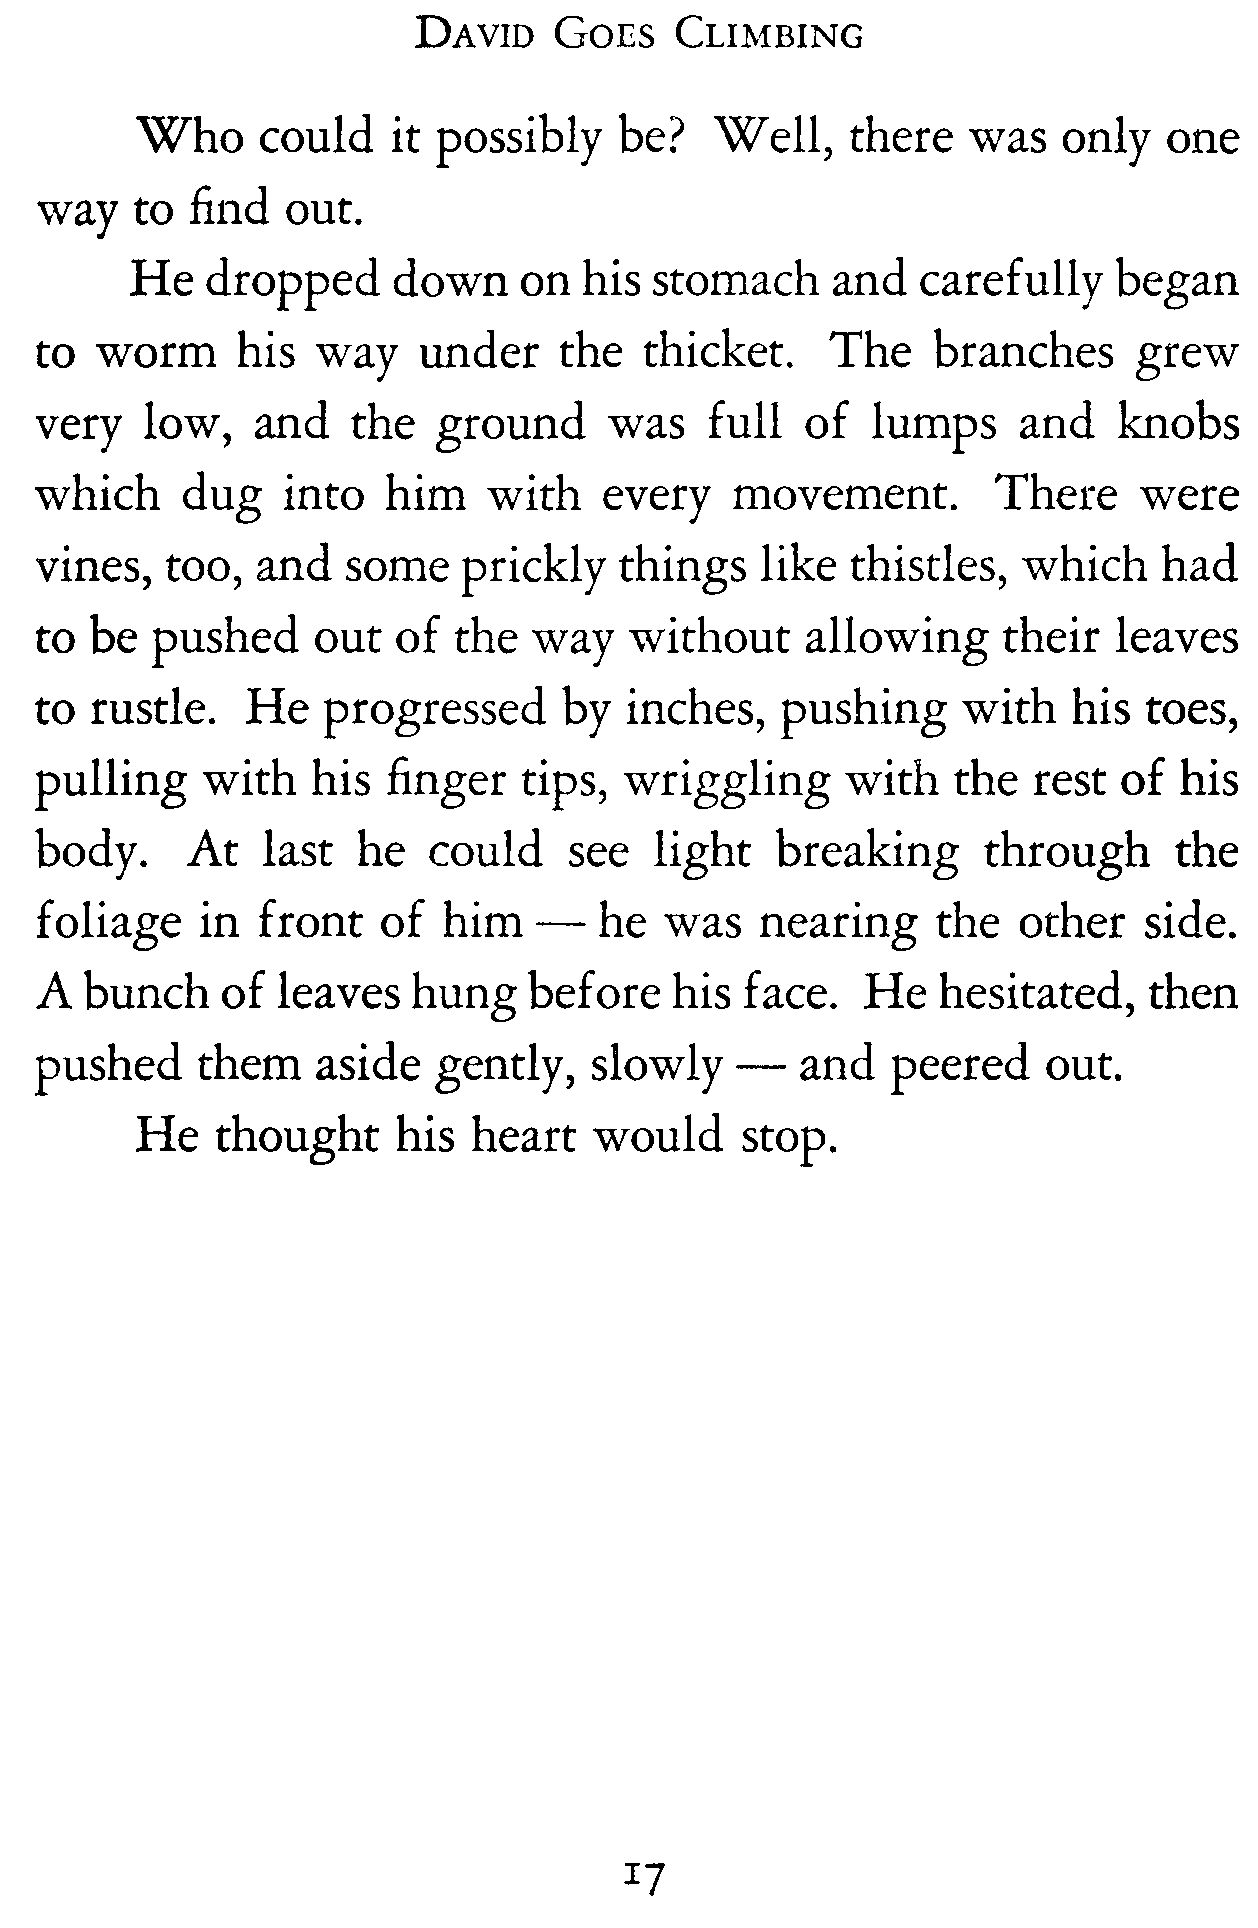 David Goes Climbing
Who could it possibly be? Well, there was only one
way to find out.
He dropped down on his stomach and carefully began
to worm his way under the thicket. The branches grew
very low, and the ground was full of lumps and knobs
which dug into him with every movement. There were
vines, too, and some prickly things like thistles, which had
to be pushed out of the way without allowing their leaves
to rustle. He progressed by inches, pushing with his toes,
pulling with his finger tips, wriggling with the rest of his
body. At last he could see light breaking through the
foliage in front of him — he was nearing the other side.
A bunch of leaves hung before his face. He hesitated, then
pushed them aside gently, slowly — and peered out.
He thought his heart would stop.
17